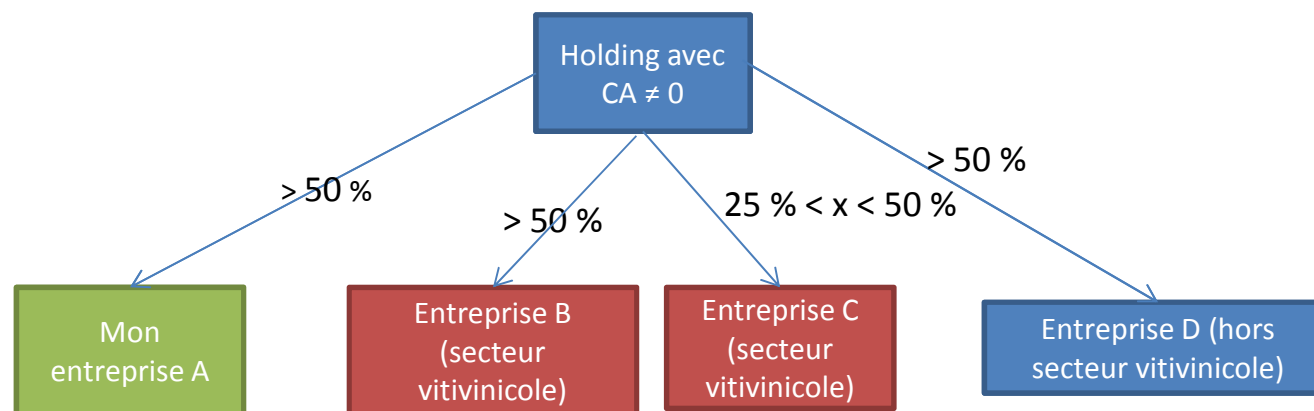 Holding avec
CA ≠ 0
> 50 %
> 50 %
25 % < x < 50 %
> 50 %
Mon
entreprise A
Entreprise B
(secteur
vitivinicole)
Entreprise C
(secteur
vitivinicole)
Entreprise D (hors
secteur vitivinicole)